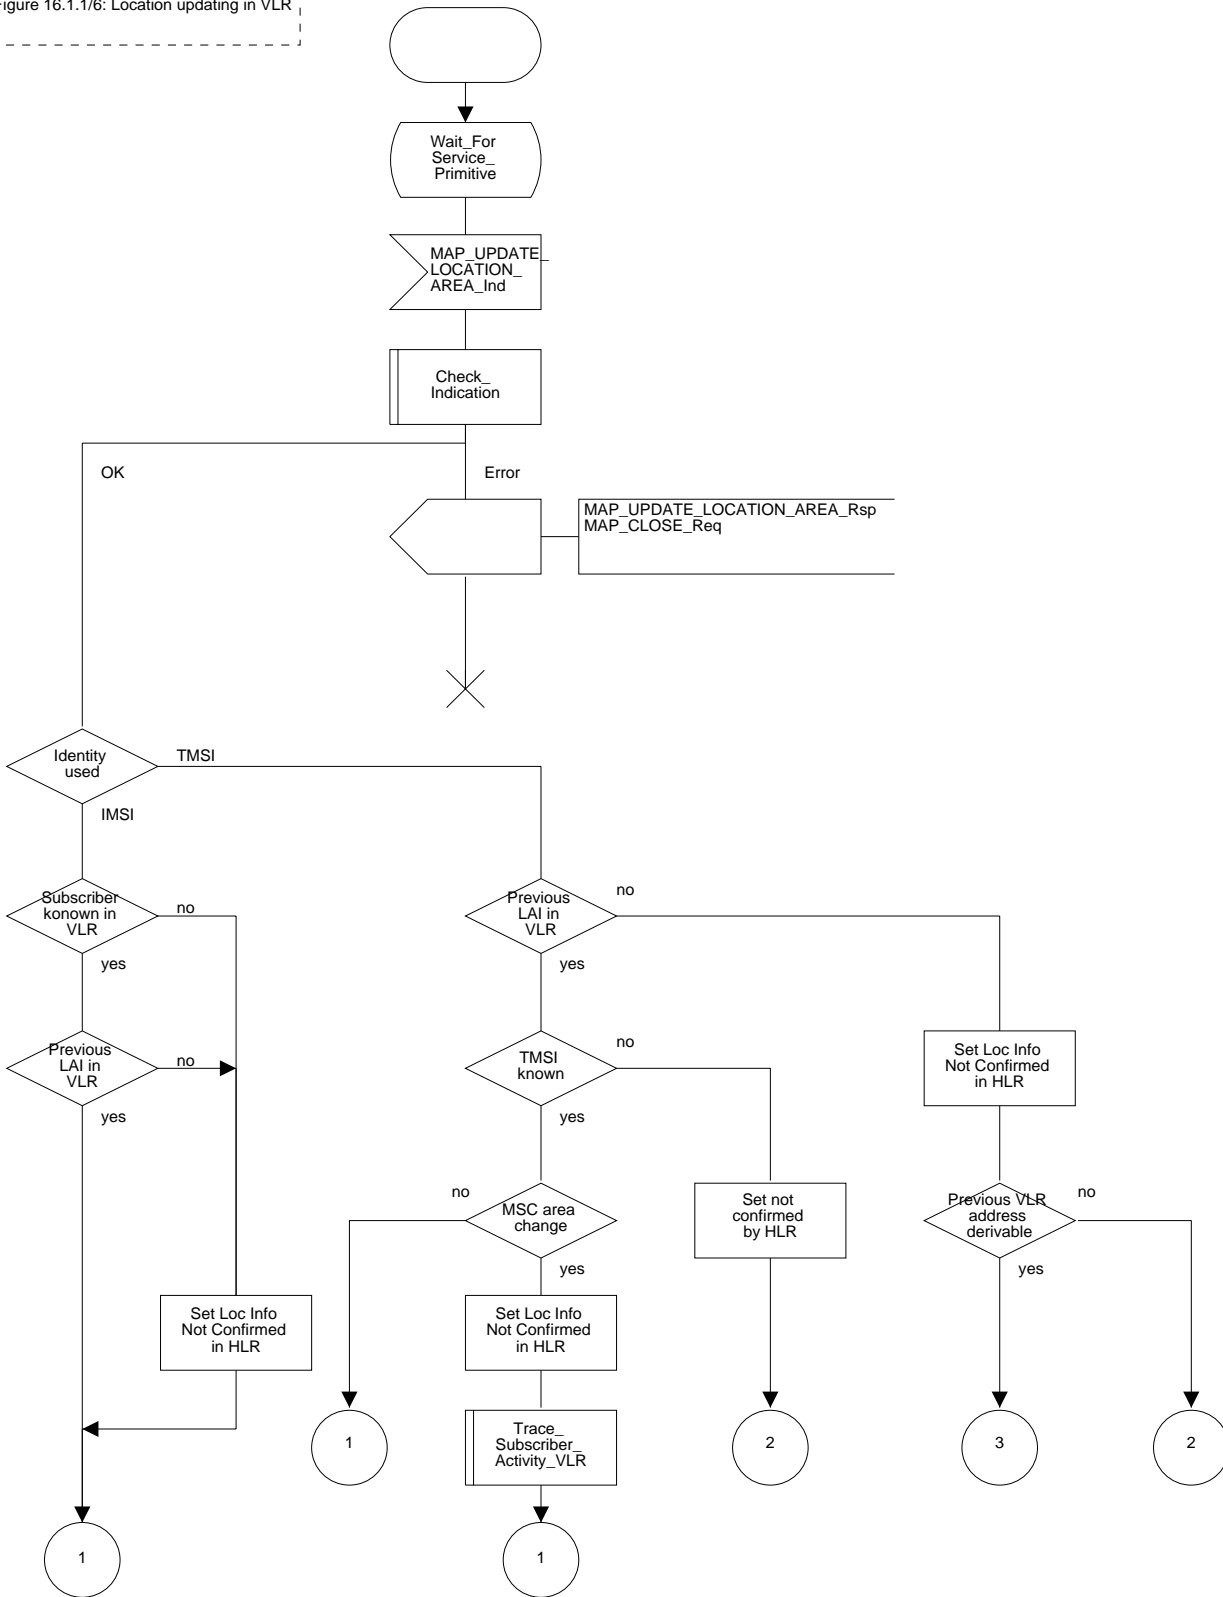 igure 16.1.1/6: Location updating in VLR
Wait_For
Service_
Primitive
MAP_UPDATE_
LOCATION_
AREA_Ind
Check_
Indication
OK
Error
MAP_UPDATE_LOCATION_AREA_Rsp
MAP_CLOSE_Req
Identity
used
TMSI
IMSI
Subscriber
konown in
VLR
no
yes
Previous
LAI in
VLR
no
yes
Previous
LAI in
VLR
no
yes
Set Loc Info
Not Confirmed
in HLR
TMSI
known
no
yes
MSC area
change
no
yes
Set not
confirmed
by HLR
Previous VLR
address
derivable
no
yes
Set Loc Info
Not Confirmed
in HLR
Set Loc Info
Not Confirmed
in HLR
Trace_
Subscriber_
Activity_VLR
1
2
3
2
1
1